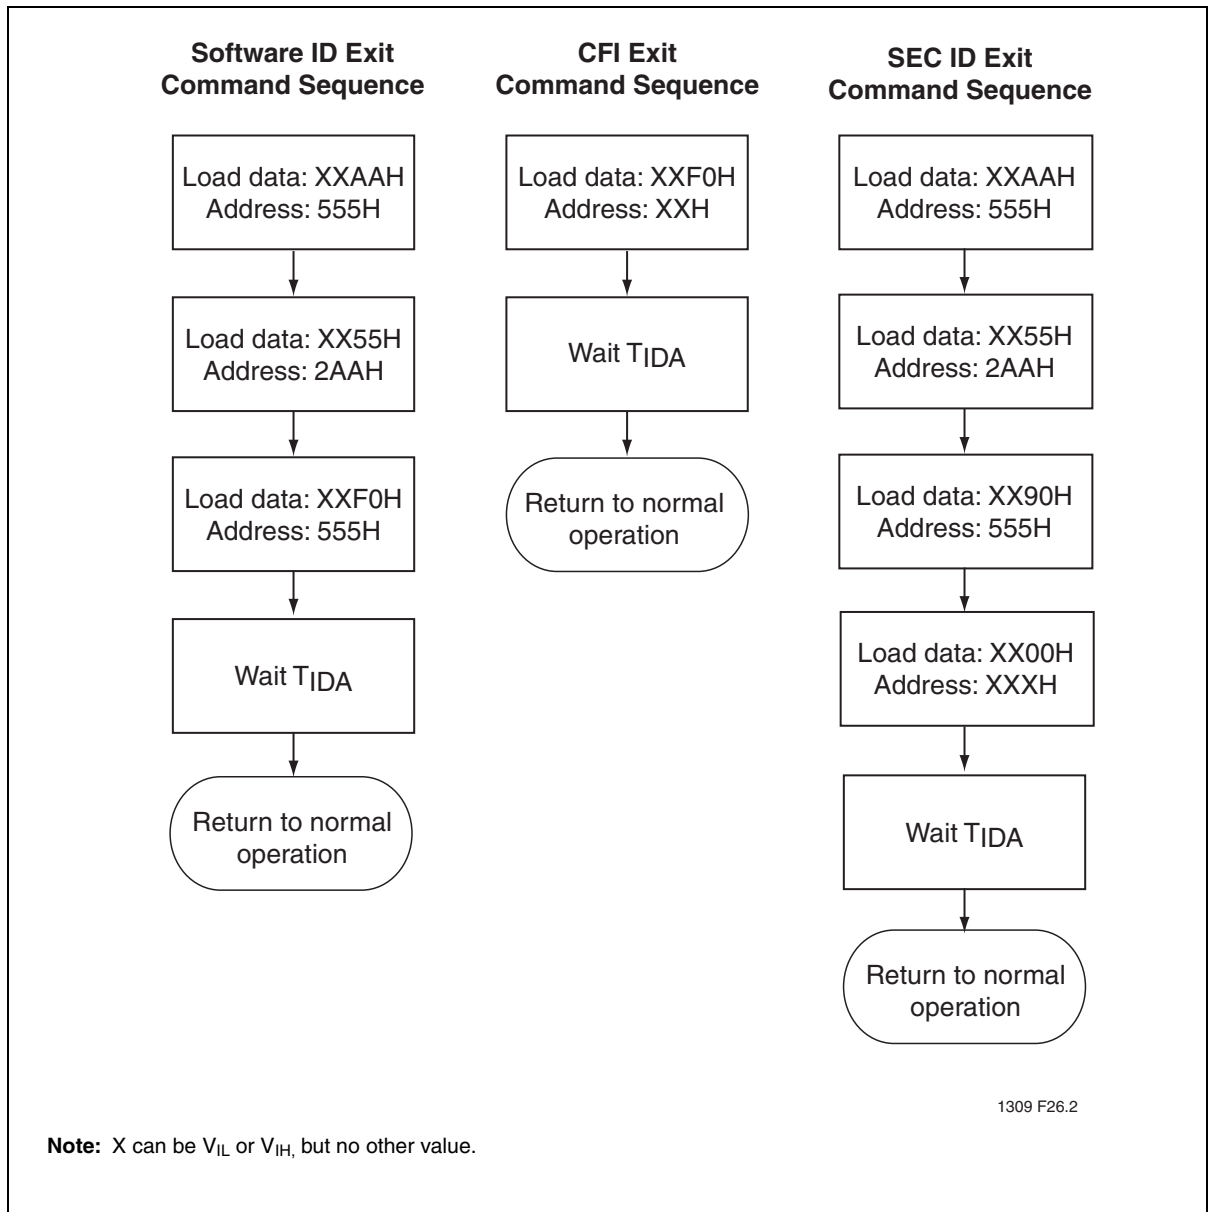 Software ID Exit
Command Sequence
Load data: XXAAH
Address: 555H
Load data: XX55H
Address: 2AAH
Load data: XXF0H
Address: 555H
Wait TIDA
Return to normal
operation
CFI Exit
Command Sequence
Load data: XXF0H
Address: XXH
Wait TIDA
Return to normal
operation
SEC ID Exit
Command Sequence
Load data: XXAAH
Address: 555H
Load data: XX55H
Address: 2AAH
Load data: XX90H
Address: 555H
Load data: XX00H
Address: XXXH
Wait TIDA
Return to normal
operation
1309 F26.2
Note: X can be VIL or VIH, but no other value.